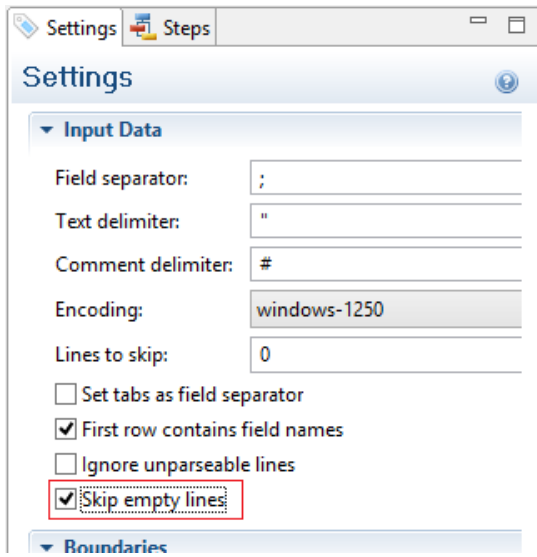 Settings Steps
Settings
Input Data
Field separator: ;
Text delimiter: "
Comment delimiter: #
Encoding: windows-1250
Lines to skip: 0
Set tabs as field separator
First row contains field names
Ignore unparseable lines
Skip empty lines
Boundaries